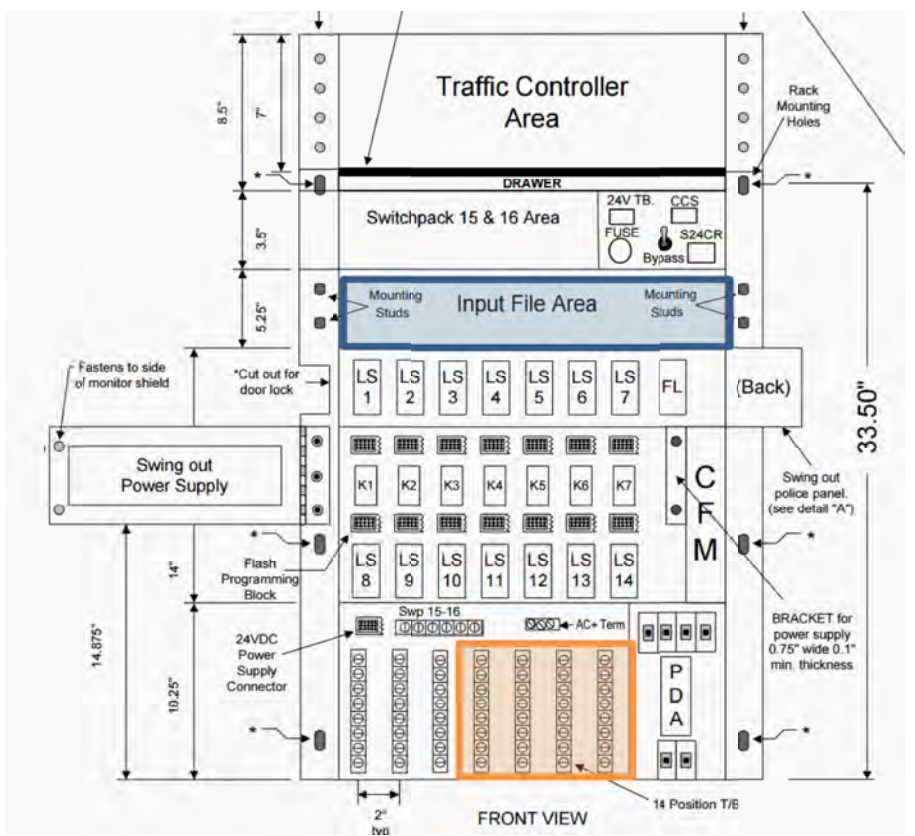 Traffic Controller
Area
Rack
Mounting
Holes
8.5"
7"
*
*
DRAWER
Switchpack 15 & 16 Area
24V TB.
CCS
FUSE
Bypass
S24CR
3.5"
5.25"
Mounting
Studs
Input File Area
Mounting
Studs
Fastens to side
of monitor shield
*Cut out for
door lock
LS
1
LS
2
LS
3
LS
4
LS
5
LS
6
LS
7
FL
(Back)
33.50"
Swing out
Power Supply
K1
K2
K3
K4
K5
K6
K7
C
F
M
Swing out
police panel.
(see detail "A")
*
*
14"
Flash
Programming
Block
LS
8
LS
9
LS
10
LS
11
LS
12
LS
13
LS
14
BRACKET for
power supply
0.75" wide 0.1"
min. thickness
14.875"
10.25"
24VDC
Power
Supply
Connector
Swp 15-16
AC+ Term
P
D
A
*
*
14 Position T/B
2"
typ
FRONT VIEW